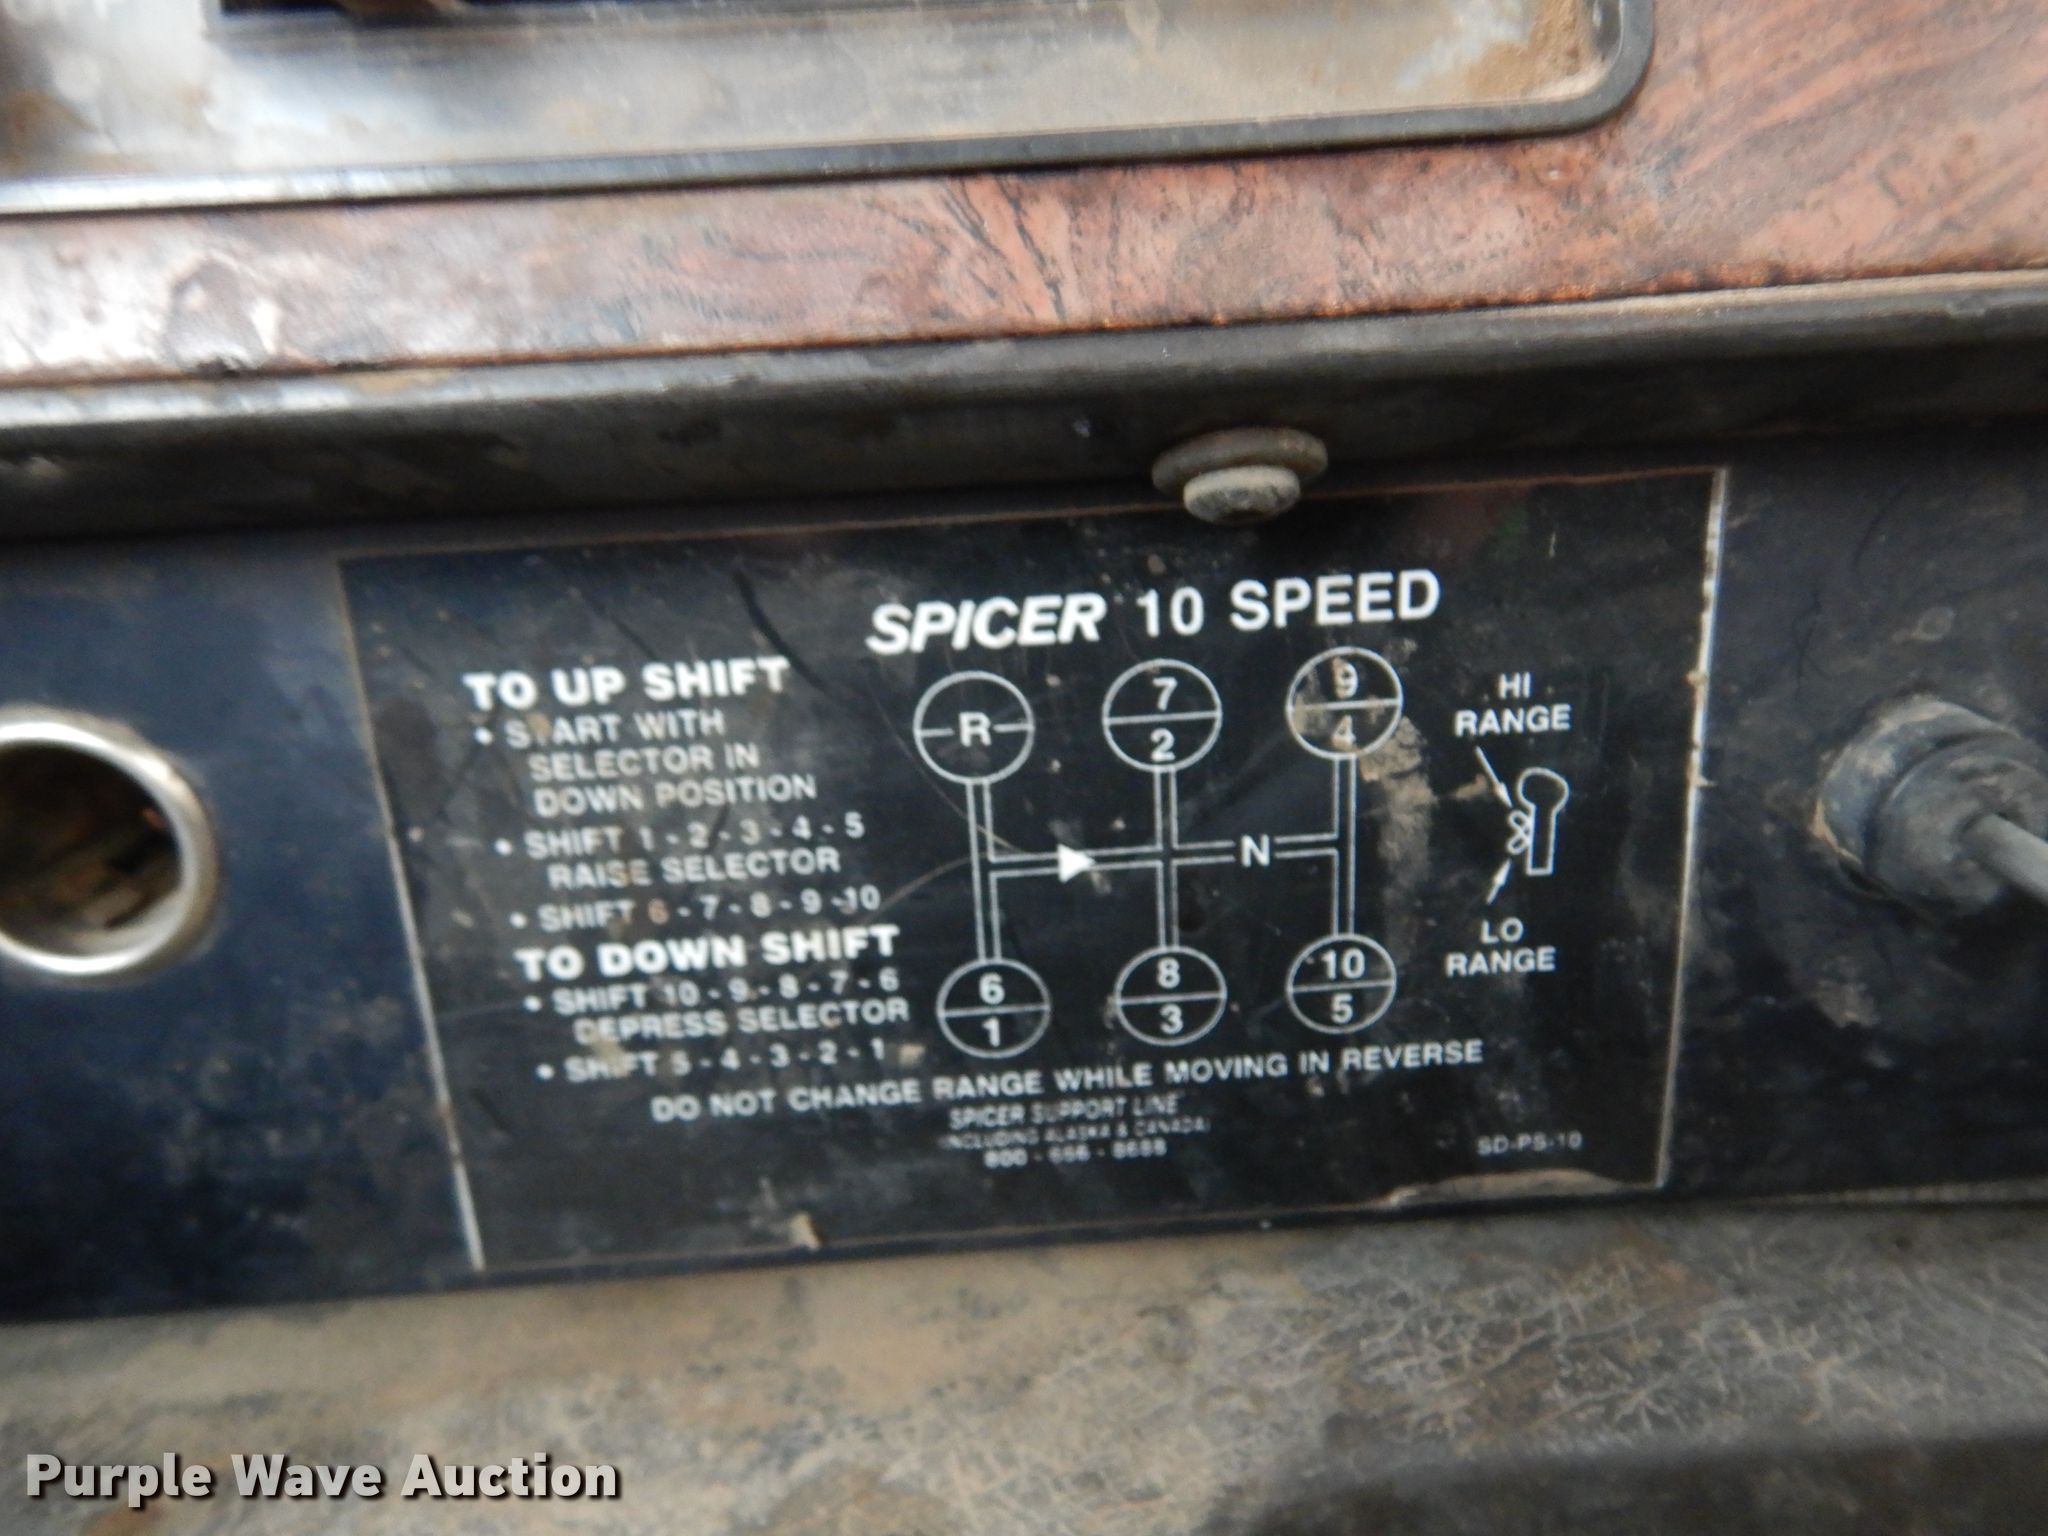 SPICER 10 SPEED
TO UP SHIFT
• START WITH
SELECTOR IN
DOWN POSITION
• SHIFT 1 - 2 - 3 - 4 - 5
RAISE SELECTOR
• SHIFT 6 - 7 - 8 - 9 - 10
TO DOWN SHIFT
• SHIFT 10 - 9 - 8 - 7 - 6
DEPRESS SELECTOR
• SHIFT 5 - 4 - 3 - 2 - 1
R
7
2
9
4
N
6
1
8
3
10
5
HI
RANGE
LO
RANGE
DO NOT CHANGE RANGE WHILE MOVING IN REVERSE
SPICER SUPPORT LINE
(INCLUDING ALASKA & CANADA)
SD-PS-10
Purple Wave Auction